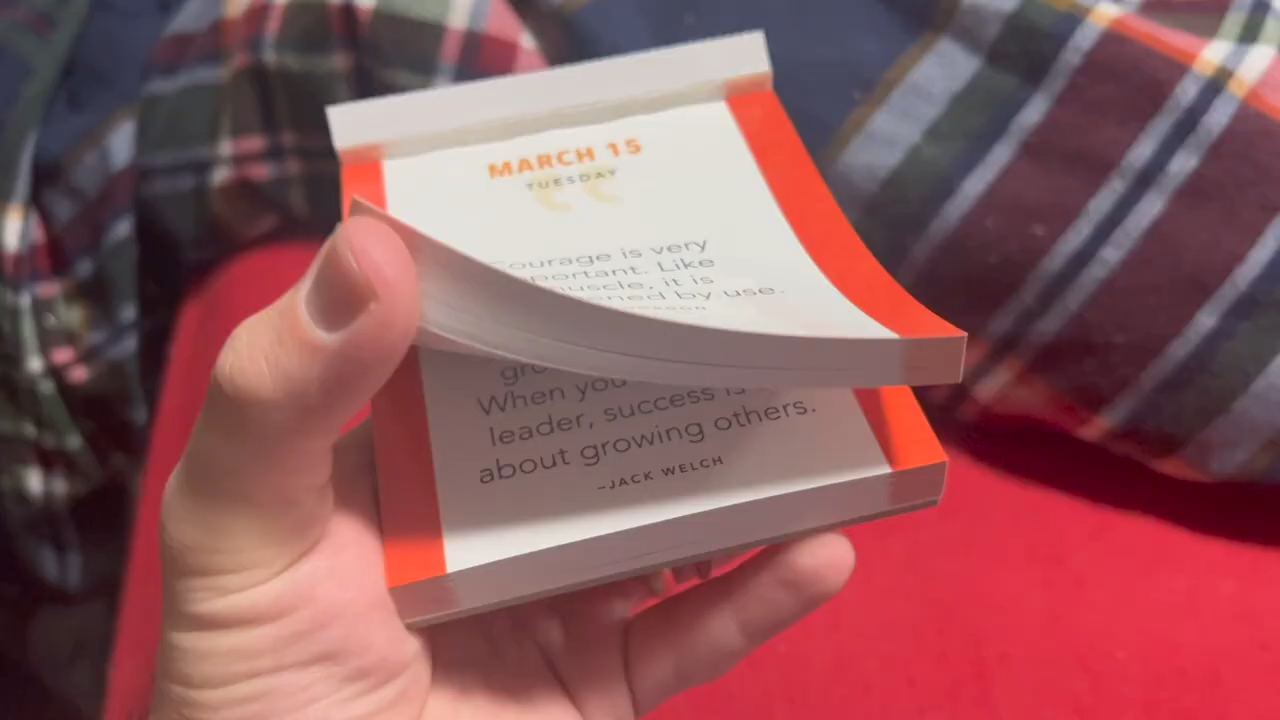 MARCH 15
TUESDAY
Courage is very
Like
muscle, it is
by use.
When you
leader, success is
about growing others.
–JACK WELCH